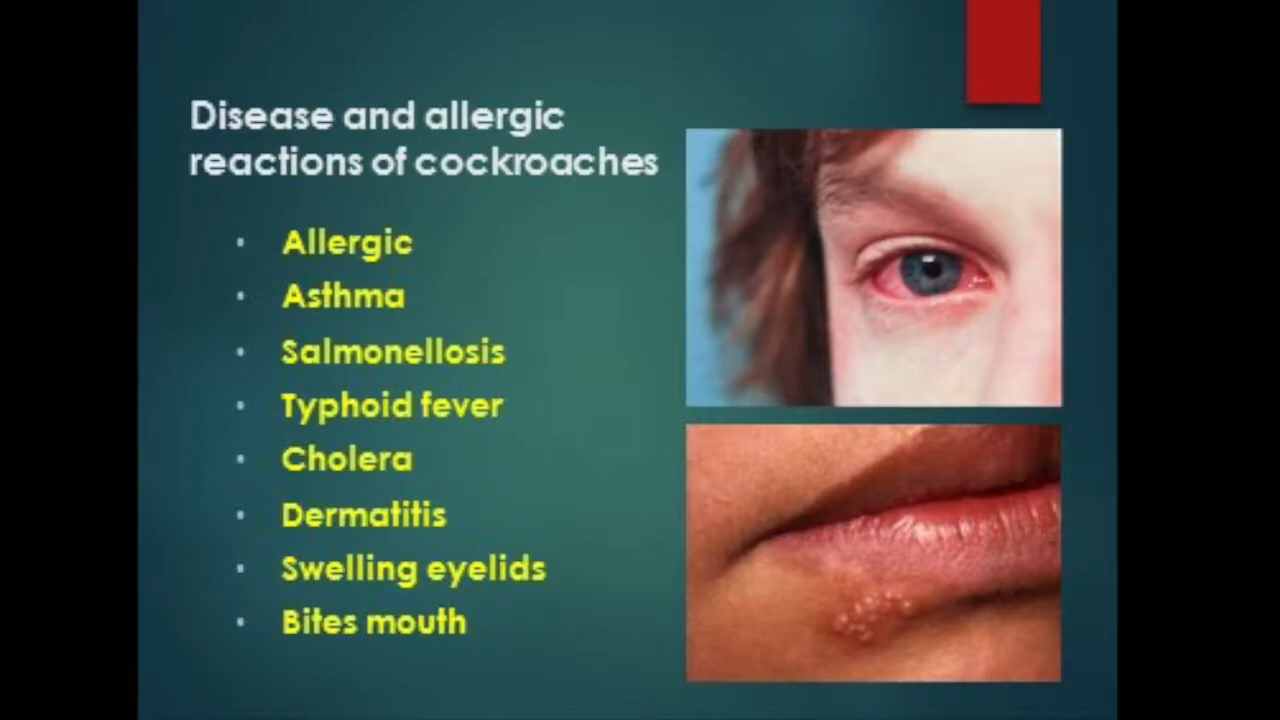 Disease and allergic
reactions of cockroaches
Allergic
Asthma
Salmonellosis
Typhoid fever
Cholera
Dermatitis
Swelling eyelids
Bites mouth